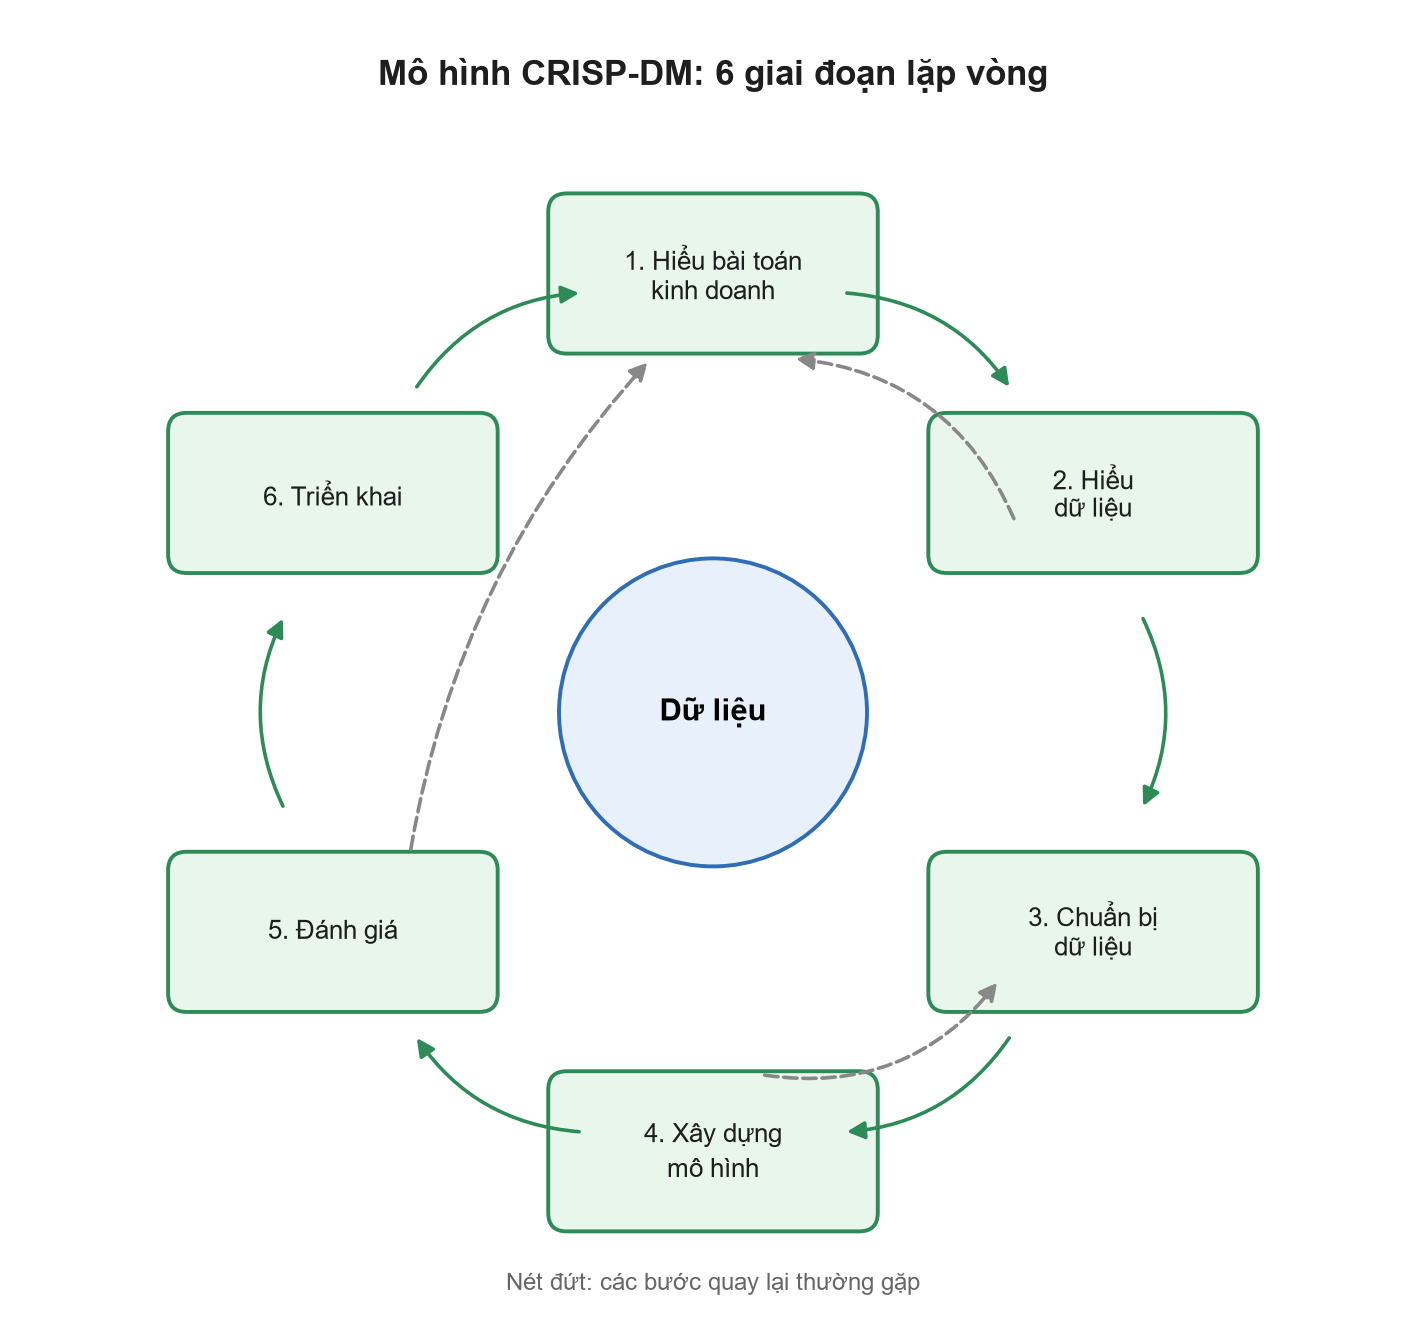 Mô hình CRISP-DM: 6 giai đoạn lặp vòng
1. Hiểu bài toán
kinh doanh
2. Hiểu
dữ liệu
3. Chuẩn bị
dữ liệu
4. Xây dựng
mô hình
5. Đánh giá
6. Triển khai
Dữ liệu
Nét đứt: các bước quay lại thường gặp